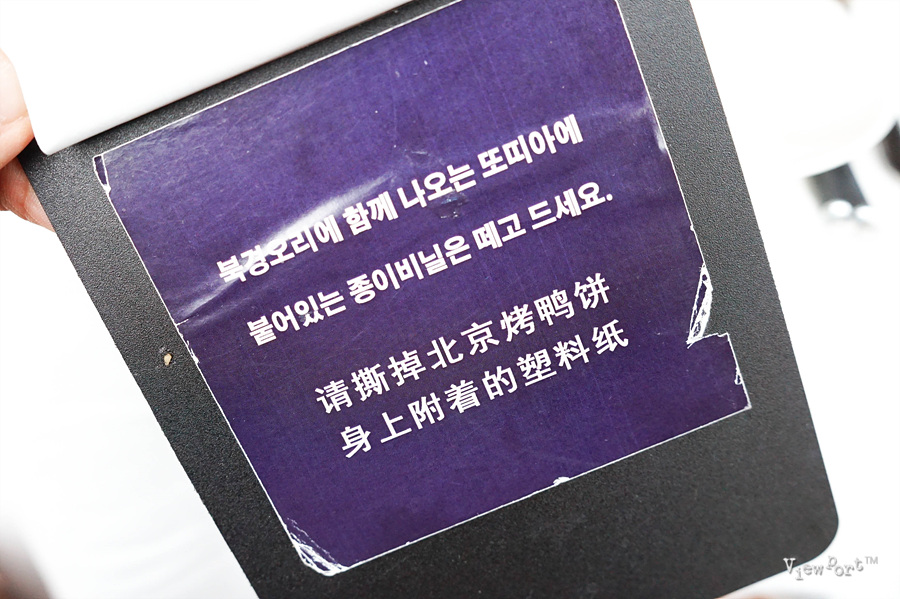 북경오리에 함께 나오는 또띠아에
붙어있는 종이비닐은 떼고 드세요.
请撕掉北京烤鸭饼
身上附着的塑料纸
ViewPort™